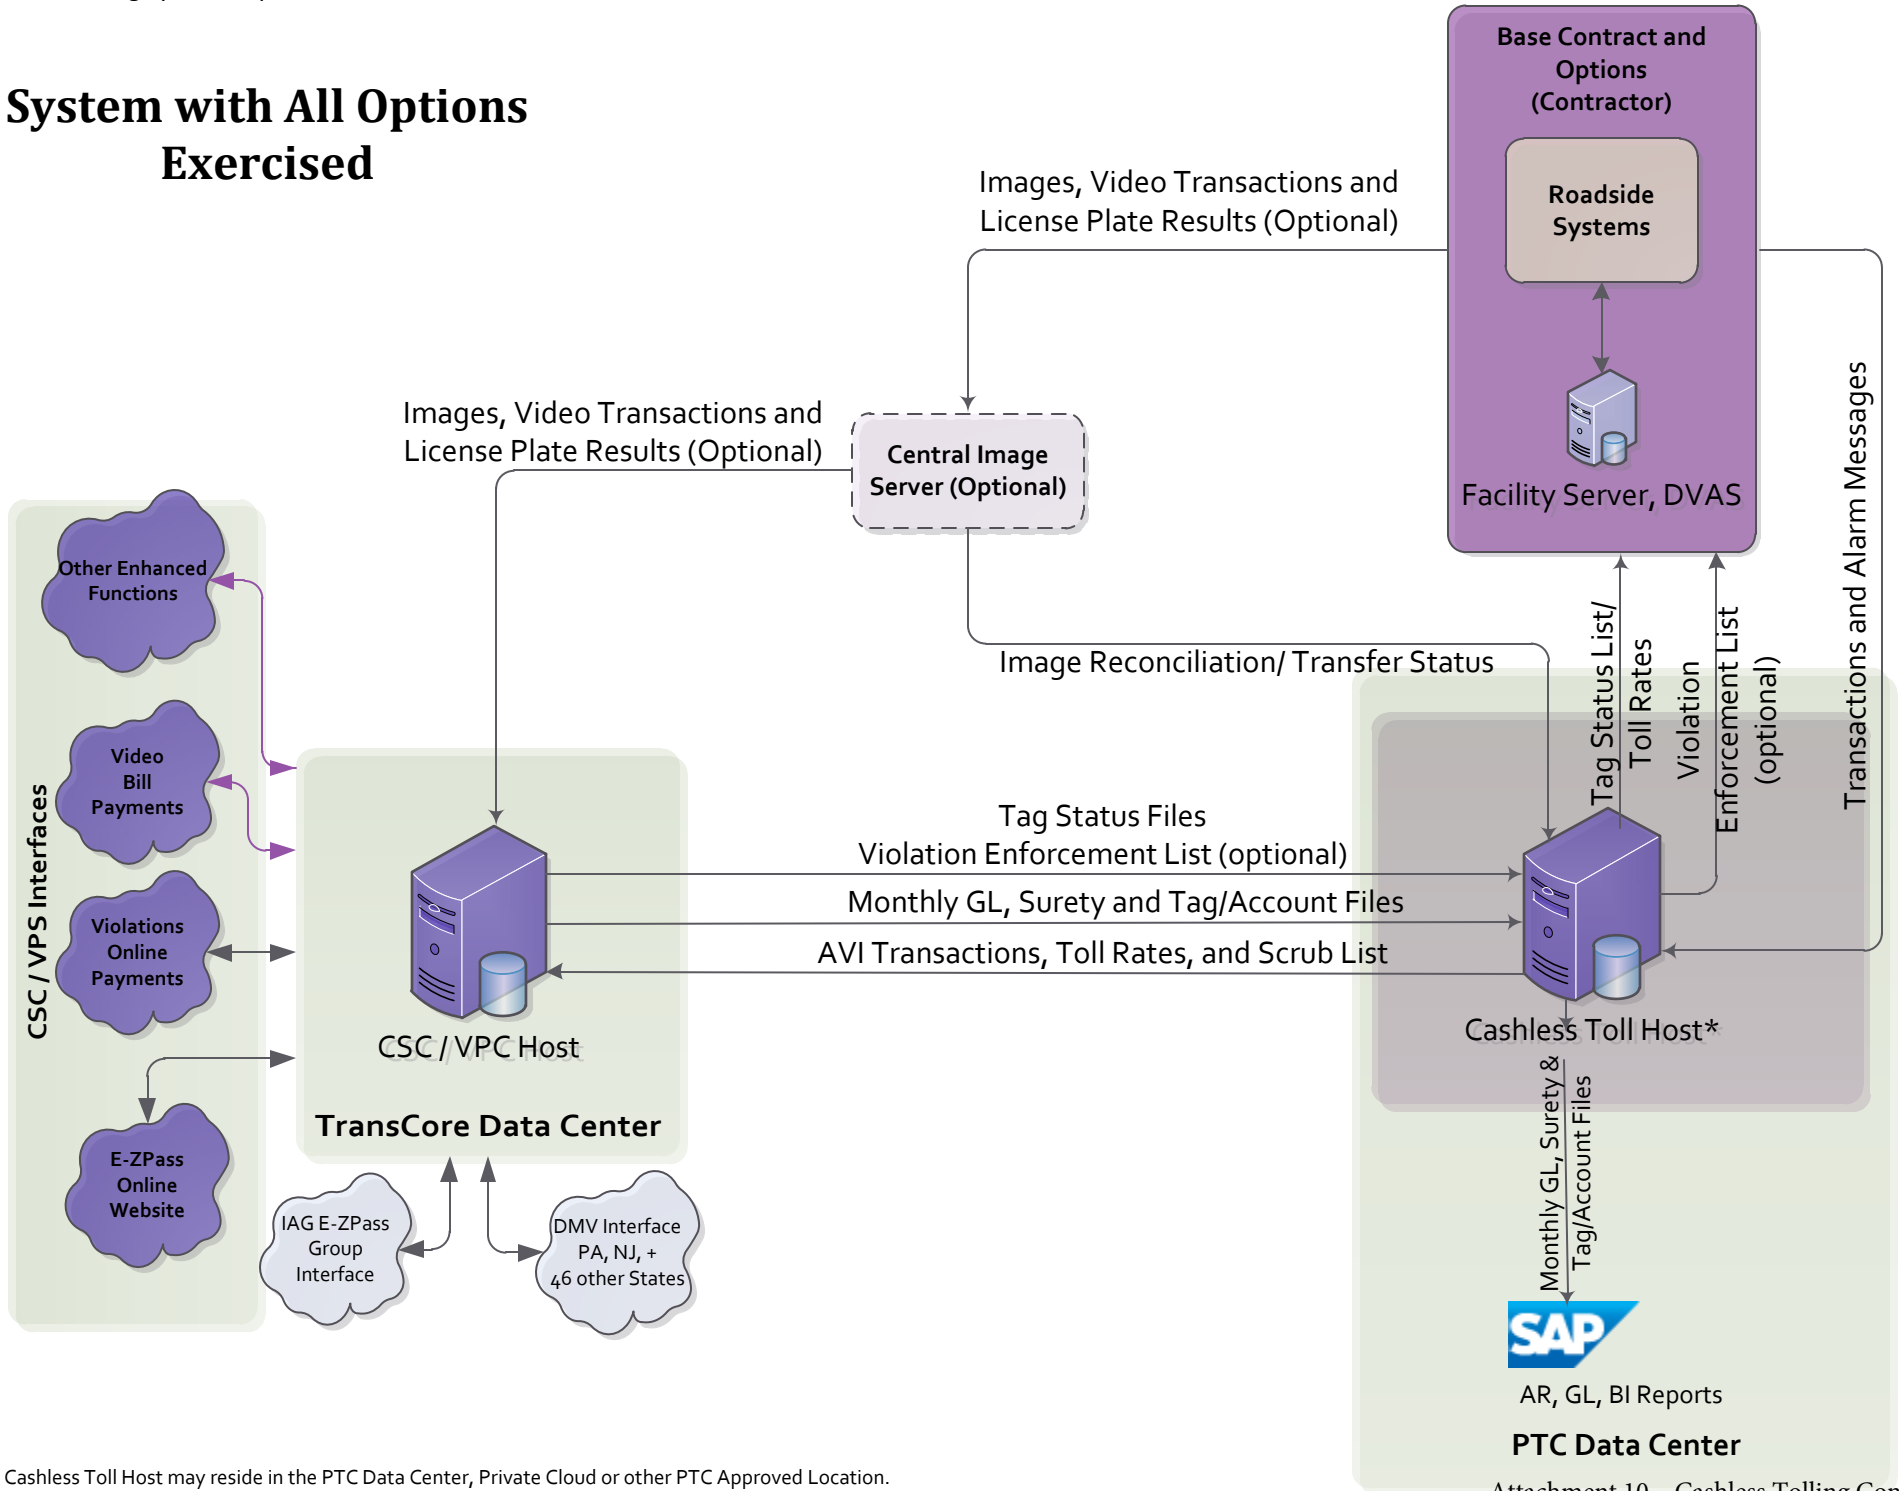 System with All Options
Exercised
Base Contract and
Options
(Contractor)
Roadside
Systems
Facility Server, DVAS
Images, Video Transactions and
License Plate Results (Optional)
Images, Video Transactions and
License Plate Results (Optional)
Central Image
Server (Optional)
Image Reconciliation/ Transfer Status
Tag Status List/
Toll Rates
Violation
Enforcement List
(optional)
Transactions and Alarm Messages
CSC / VPS Interfaces
Other Enhanced
Functions
Video
Bill
Payments
Violations
Online
Payments
E-ZPass
Online
Website
Tag Status Files
Violation Enforcement List (optional)
Monthly GL, Surety and Tag/Account Files
AVI Transactions, Toll Rates, and Scrub List
CSC / VPC Host
TransCore Data Center
IAG E-ZPass
Group
Interface
DMV Interface
PA, NJ, +
46 other States
Cashless Toll Host*
Monthly GL, Surety &
Tag/Account Files
SAP
AR, GL, BI Reports
PTC Data Center
Cashless Toll Host may reside in the PTC Data Center, Private Cloud or other PTC Approved Location.
Attachment 10 Cashless Tolling